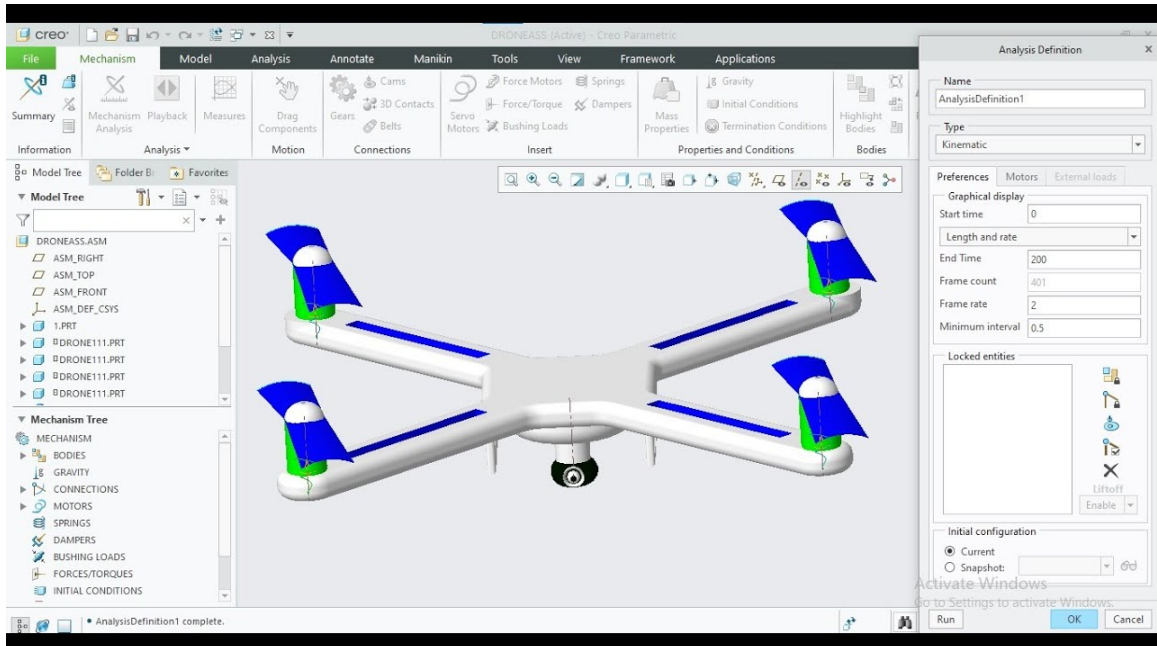 creo®
DRONEASS (Active) - Creo Parametric
File Mechanism Model Analysis Annotate Manikin Tools View Framework Applications
Summary
Mechanism Analysis
Playback
Measures
Drag Components
Gears
Cams
3D Contacts
Belts
Servo Motors
Force Motors
Force/Torque
Bushing Loads
Springs
Dampers
Mass Properties
Gravity
Initial Conditions
Termination Conditions
Highlight Bodies
Information Analysis Motion Connections Insert Properties and Conditions Bodies
Model Tree Folder B Favorites
Model Tree
DRONEASS.ASM
ASM_RIGHT
ASM_TOP
ASM_FRONT
ASM_DEF_CSYS
1.PRT
DRONE111.PRT
DRONE111.PRT
DRONE111.PRT
DRONE111.PRT
Mechanism Tree
MECHANISM
BODIES
GRAVITY
CONNECTIONS
MOTORS
SPRINGS
DAMPERS
BUSHING LOADS
FORCES/TORQUES
INITIAL CONDITIONS
• AnalysisDefinition1 complete.
Analysis Definition
Name
AnalysisDefinition1
Type
Kinematic
Preferences Motors External loads
Graphical display
Start time 0
Length and rate
End Time 200
Frame count 401
Frame rate 2
Minimum interval 0.5
Locked entities
Liftoff
Enable
Initial configuration
Current
Snapshot:
Activate Windows
Go to Settings to activate Windows.
Run OK Cancel